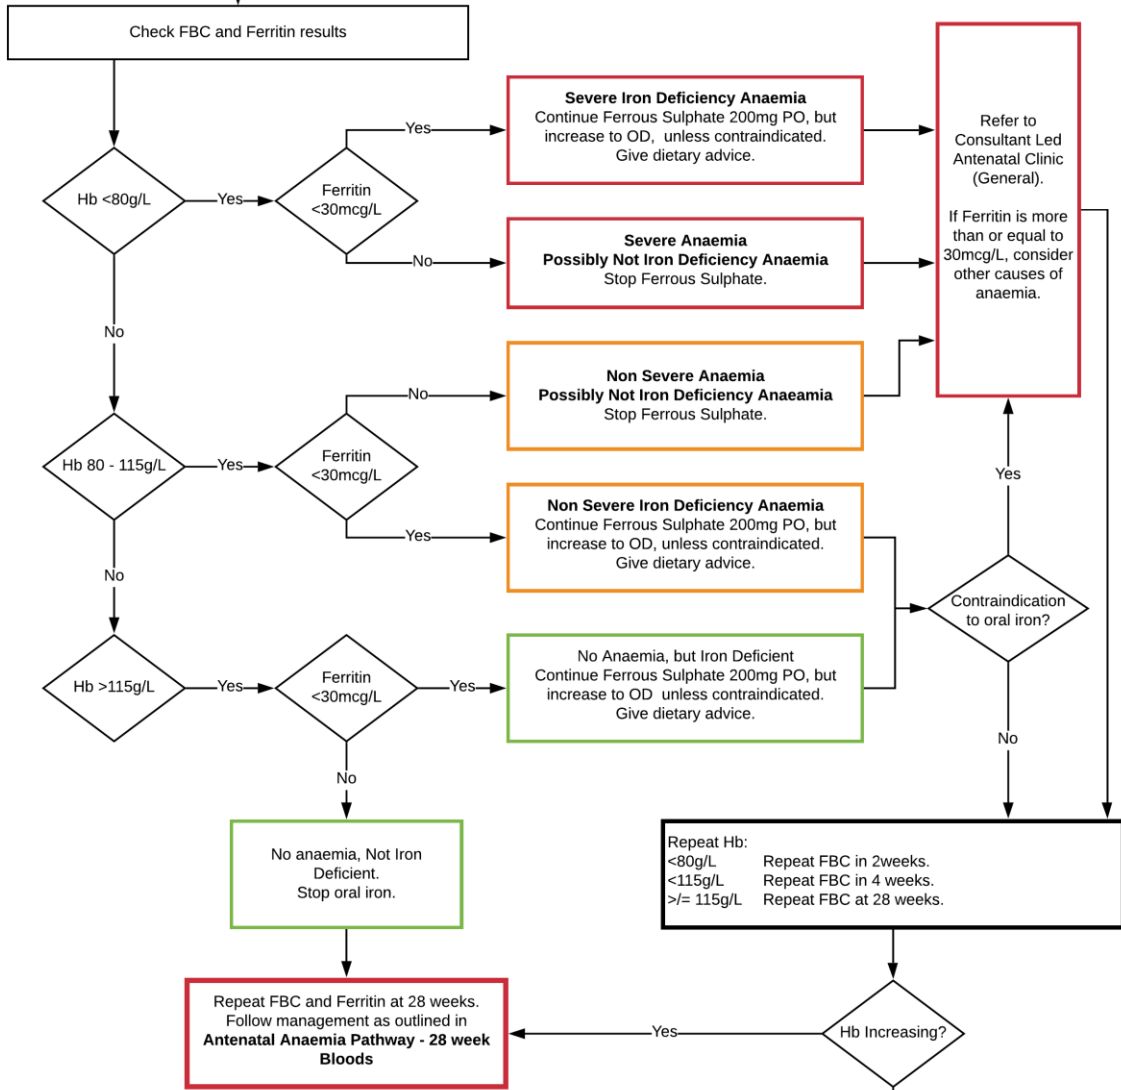 Check FBC and Ferritin results
Hb <80g/L
Yes
Ferritin
<30mcg/L
Yes
Severe Iron Deficiency Anaemia
Continue Ferrous Sulphate 200mg PO, but
increase to OD, unless contraindicated.
Give dietary advice.
No
Severe Anaemia
Possibly Not Iron Deficiency Anaemia
Stop Ferrous Sulphate.
Refer to
Consultant Led
Antenatal Clinic
(General).
If Ferritin is more
than or equal to
30mcg/L, consider
other causes of
anaemia.
No
Hb 80 - 115g/L
Yes
Ferritin
<30mcg/L
No
Non Severe Anaemia
Possibly Not Iron Deficiency Anaeamia
Stop Ferrous Sulphate.
Yes
Non Severe Iron Deficiency Anaemia
Continue Ferrous Sulphate 200mg PO, but
increase to OD, unless contraindicated.
Give dietary advice.
Yes
Contraindication
to oral iron?
No
No
Hb >115g/L
Yes
Ferritin
<30mcg/L
Yes
No Anaemia, but Iron Deficient
Continue Ferrous Sulphate 200mg PO, but
increase to OD unless contraindicated.
Give dietary advice.
No
No anaemia, Not Iron
Deficient.
Stop oral iron.
Repeat Hb:
<80g/L Repeat FBC in 2weeks.
<115g/L Repeat FBC in 4 weeks.
>/= 115g/L Repeat FBC at 28 weeks.
Hb Increasing?
Yes
Repeat FBC and Ferritin at 28 weeks.
Follow management as outlined in
Antenatal Anaemia Pathway - 28 week
Bloods